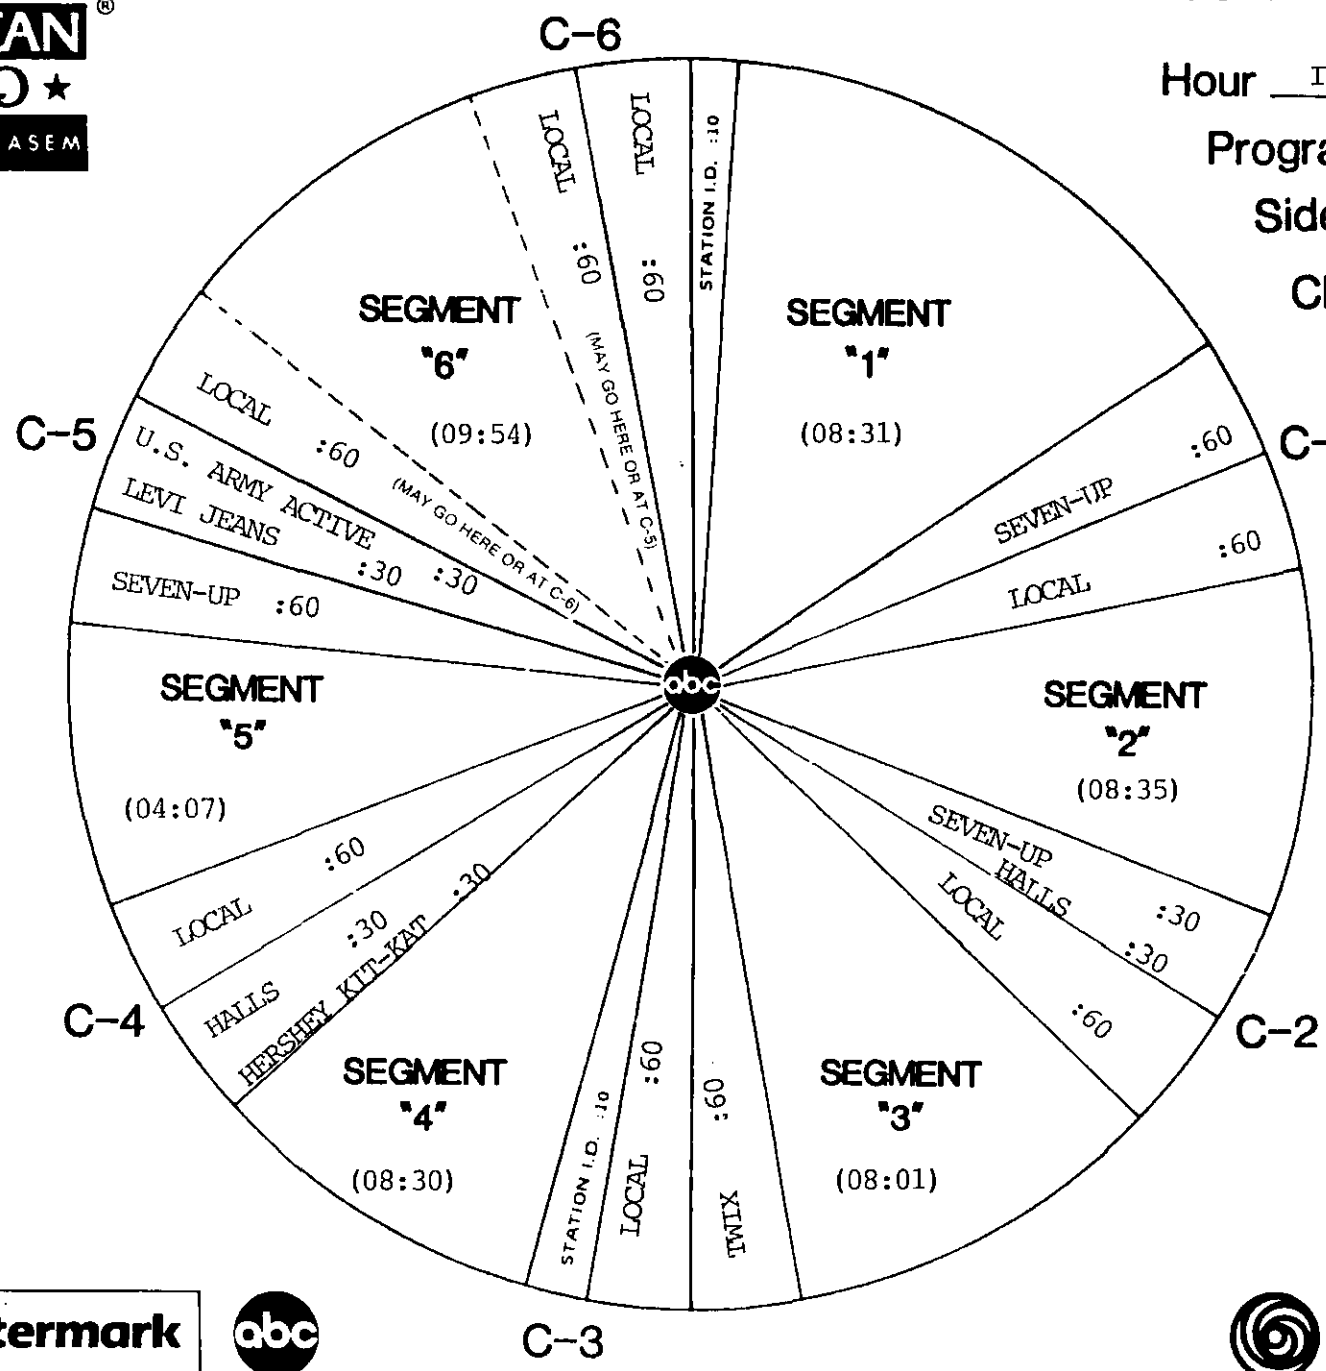 ®
C-6
Hour
ASEM
LOCAL :60
LOCAL :60
(MAY GO HERE OR AT C-5)
STATION I.D. :10
SEGMENT
"6"
(09:54)
SEGMENT
"1"
(08:31)
C-5
LOCAL :60
(MAY GO HERE OR AT C-6)
U.S. ARMY ACTIVE :30
LEVI JEANS :30
SEVEN-UP :60
SEVEN-UP :60
LOCAL :60
abc
SEGMENT
"5"
(04:07)
SEGMENT
"2"
(08:35)
LOCAL :60
HALLS :30
HERSHEY KIT-KAT :30
C-4
SEVEN-UP :30
HALLS :30
LOCAL :60
C-2
SEGMENT
"4"
(08:30)
STATION I.D. :10
LOCAL :60
TWIX :60
SEGMENT
"3"
(08:01)
C-3
abc